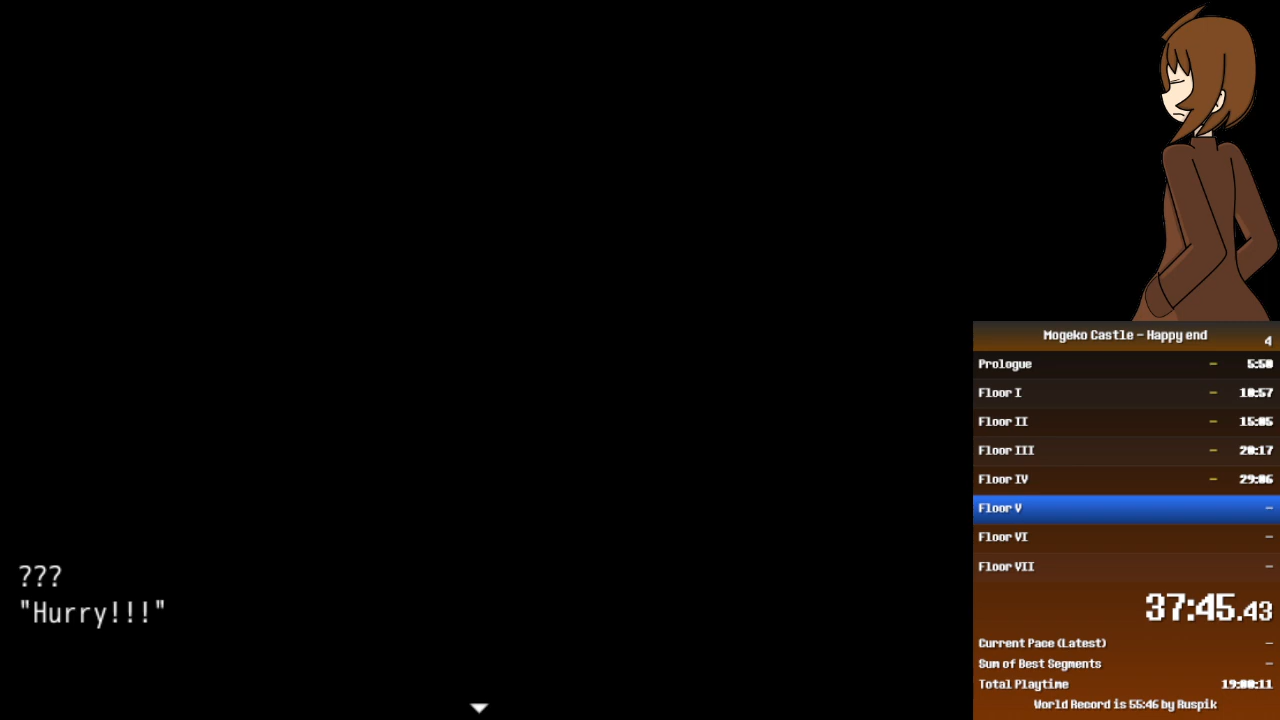 ???
"Hurry!!!"
Mogeko Castle - Happy end
4
Prologue - 5:50
Floor I - 10:57
Floor II - 15:05
Floor III - 20:17
Floor IV - 29:06
Floor V -
Floor VI -
Floor VII -
37:45.43
Current Pace (Latest) -
Sum of Best Segments -
Total Playtime 19:00:11
World Record is 55:46 by Ruspik